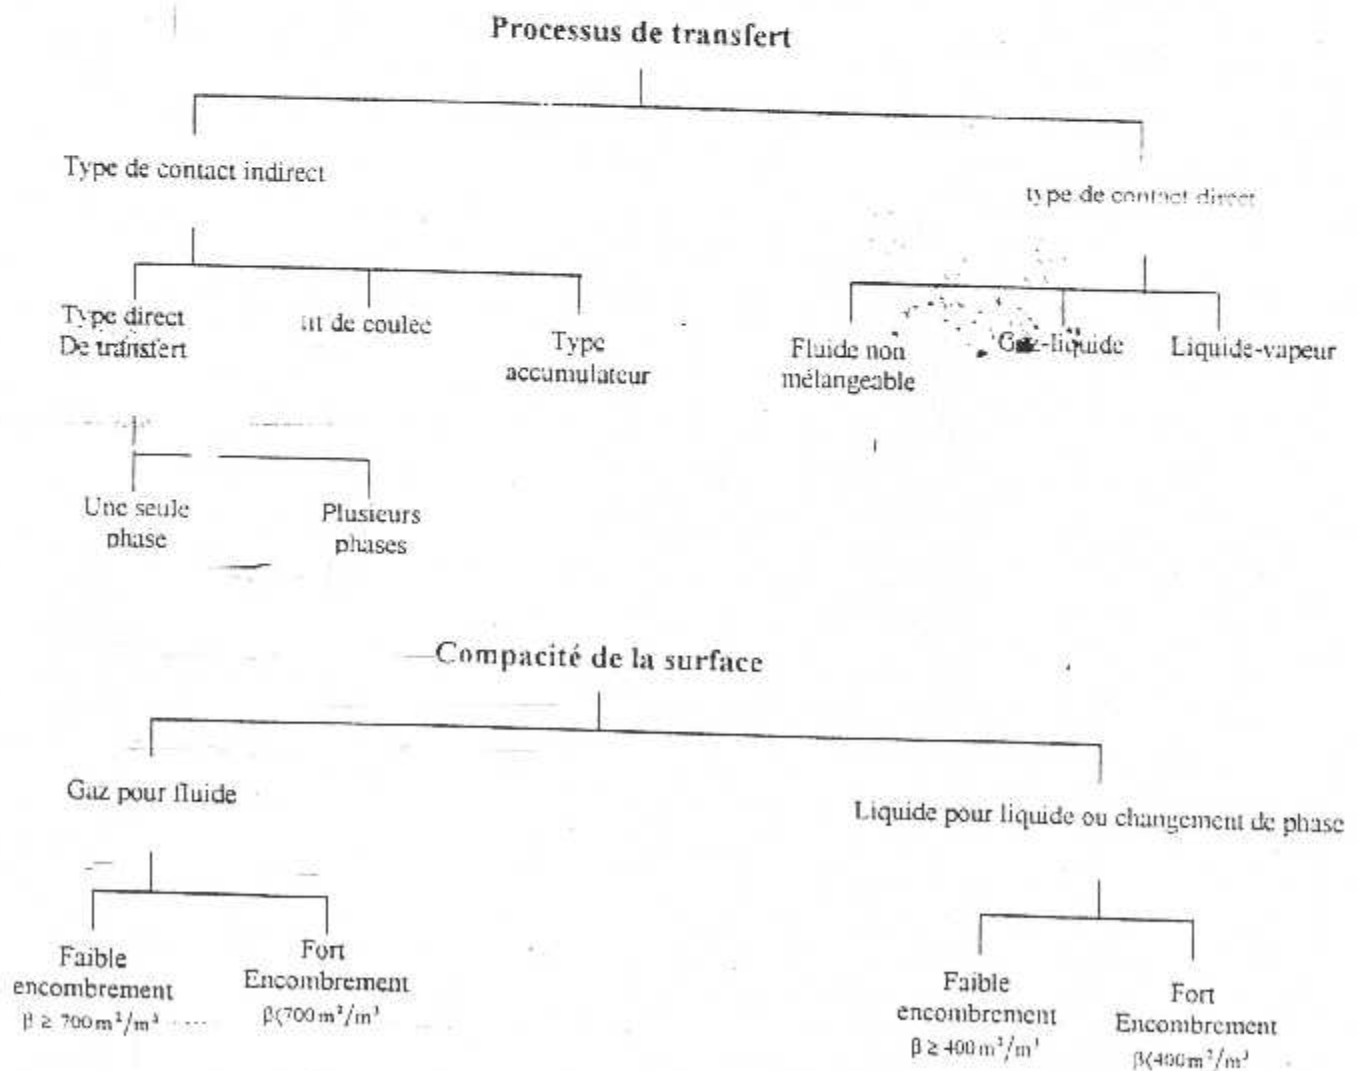 Processus de transfert
Type de contact indirect
type de contact direct
Type direct
De transfert
lit de coulee
Type
accumulateur
Fluide non
mélangeable
Gaz-liquide
Liquide-vapeur
Une seule
phase
Plusieurs
phases
Compacité de la surface
Gaz pour fluide
Liquide pour liquide ou changement de phase
Faible
encombrement
β ≥ 700 m²/m³
Fort
Encombrement
β⟨700 m²/m³
Faible
encombrement
β ≥ 400 m²/m³
Fort
Encombrement
β⟨400 m²/m³